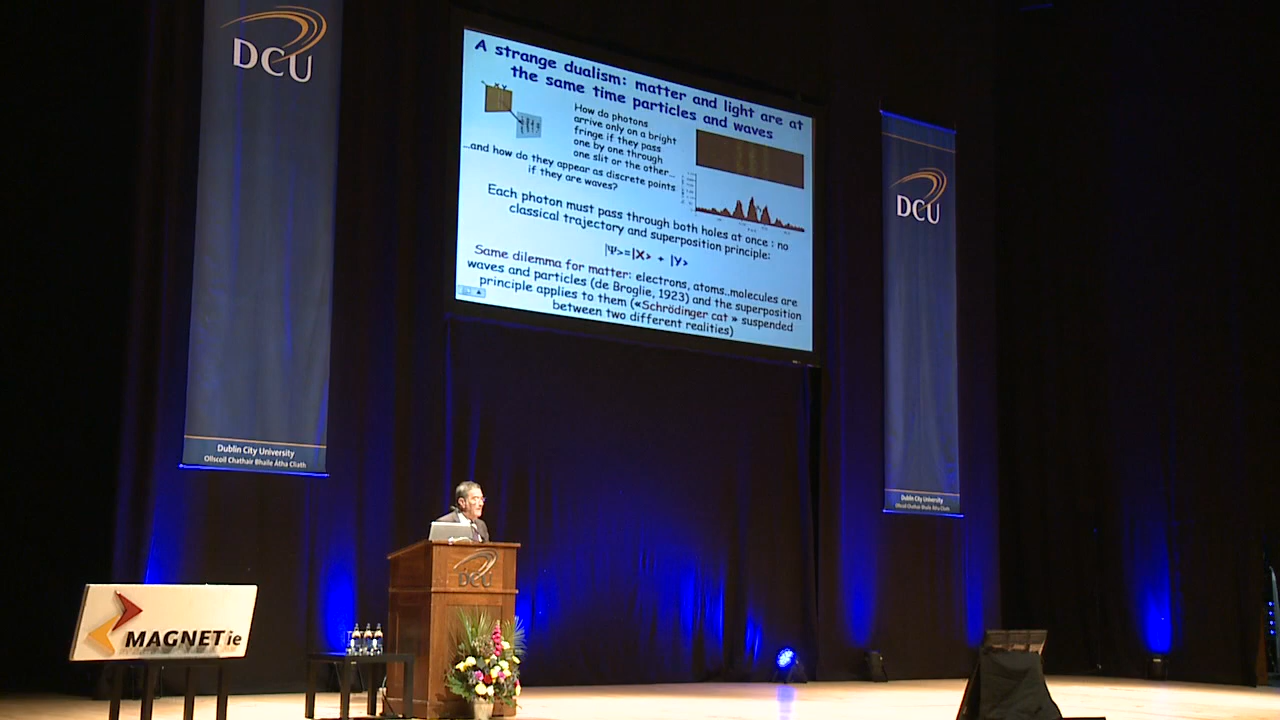 DCU
Dublin City University
Ollscoil Chathair Bhaile Átha Cliath
A strange dualism: matter and light are at
the same time particles and waves
How do photons
arrive only on a bright
fringe if they pass
one by one through
one slit or the other...
...and how do they appear as discrete points
if they are waves?
Each photon must pass through both holes at once : no
classical trajectory and superposition principle:
|Ψ>=|X> + |Y>
Same dilemma for matter: electrons, atoms..molecules are
waves and particles (de Broglie, 1923) and the superposition
principle applies to them («Schrödinger cat » suspended
between two different realities)
DCU
Dublin City University
Ollscoil Chathair Bhaile Átha Cliath
DCU
MAGNET ie